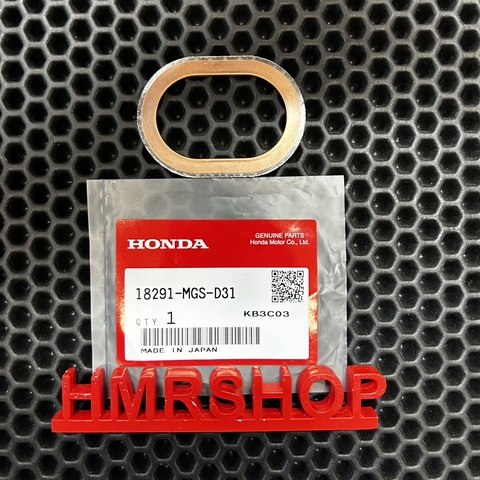 GENUINE PARTS
HONDA Honda Motor Co., Ltd.
18291-MGS-D31
QTY 1 KB3C03
MADE IN JAPAN
HMRSHOP